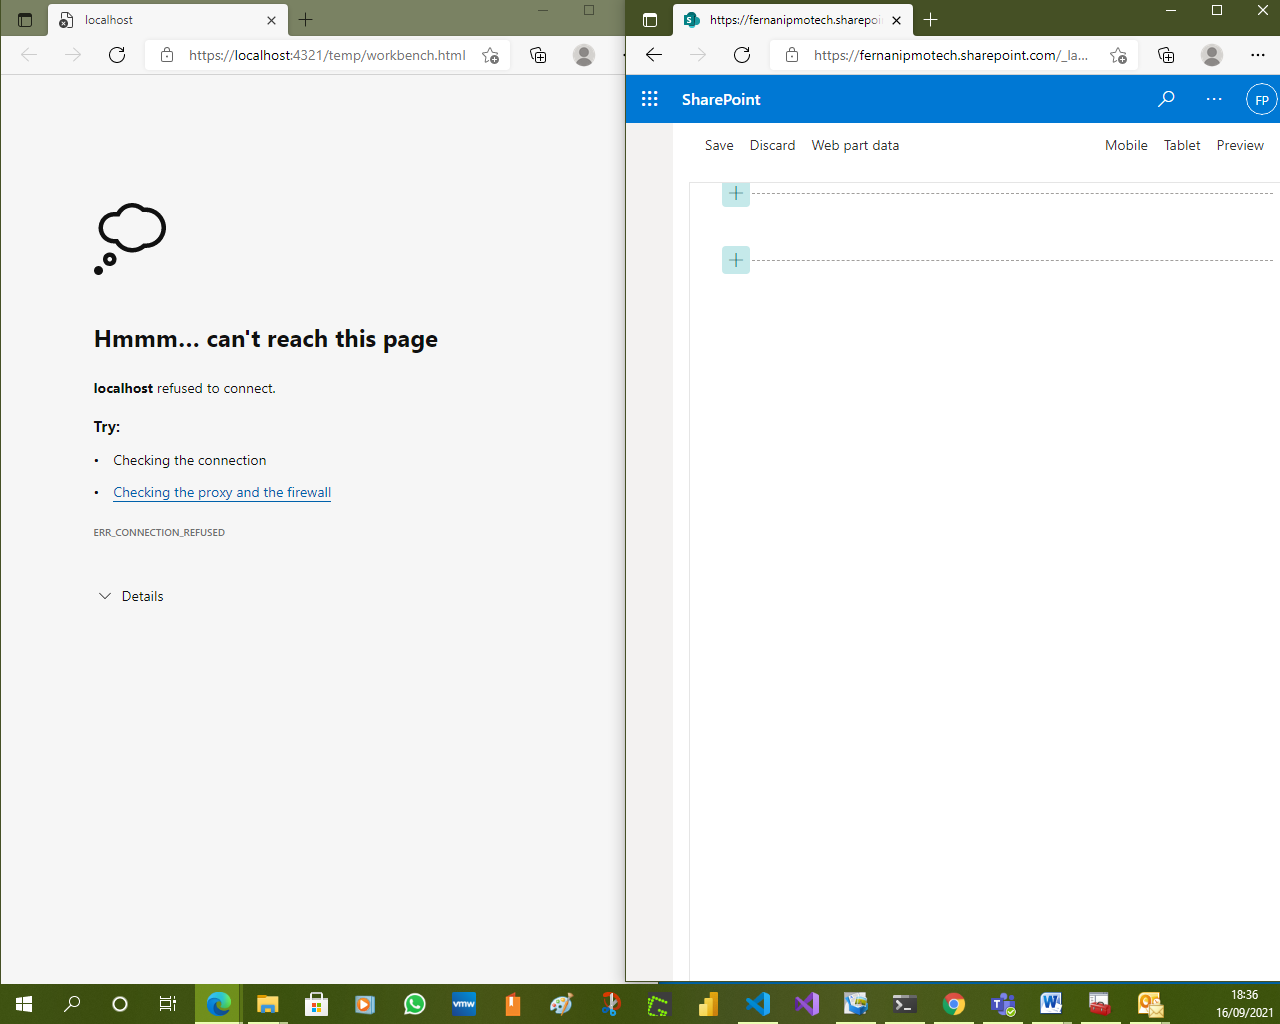 localhost
https://localhost:4321/temp/workbench.html
Hmmm... can't reach this page
localhost refused to connect.
Try:
• Checking the connection
• Checking the proxy and the firewall
ERR_CONNECTION_REFUSED
Details
https://fernanipmotech.sharepoi
https://fernanipmotech.sharepoint.com/_la...
SharePoint
FP
Save Discard Web part data Mobile Tablet Preview
vmw
18:36
16/09/2021